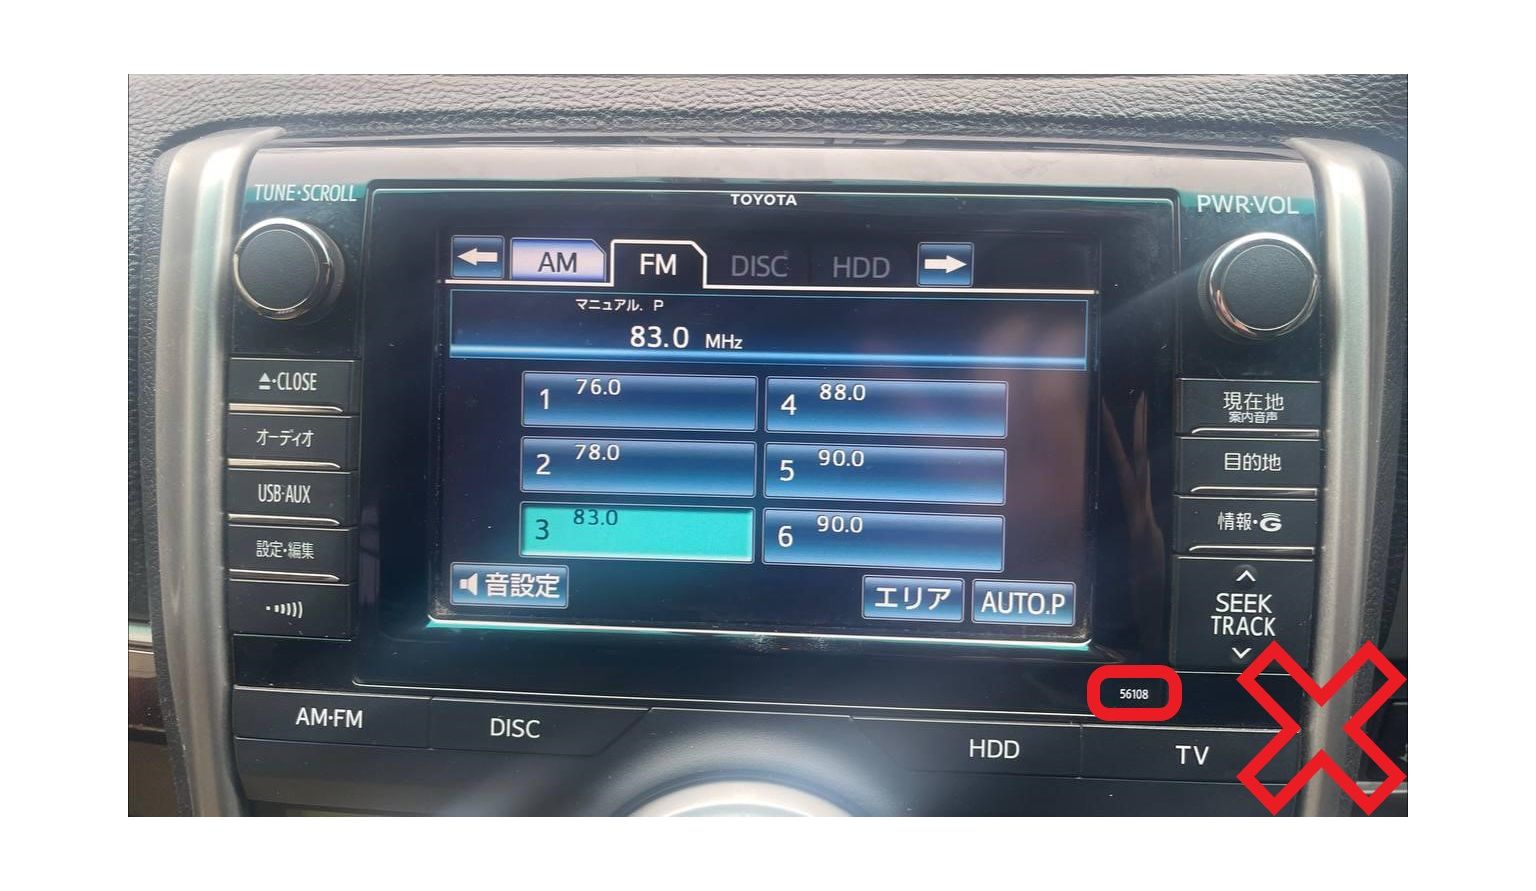 TUNE·SCROLL
TOYOTA
PWR·VOL
AM
FM
DISC
HDD
マニュアル. P
83.0 MHz
1 76.0
4 88.0
2 78.0
5 90.0
3 83.0
6 90.0
音設定
エリア
AUTO.P
⏏·CLOSE
オーディオ
USB·AUX
設定·編集
現在地
案内音声
目的地
情報·G
SEEK
TRACK
56108
AM·FM
DISC
HDD
TV